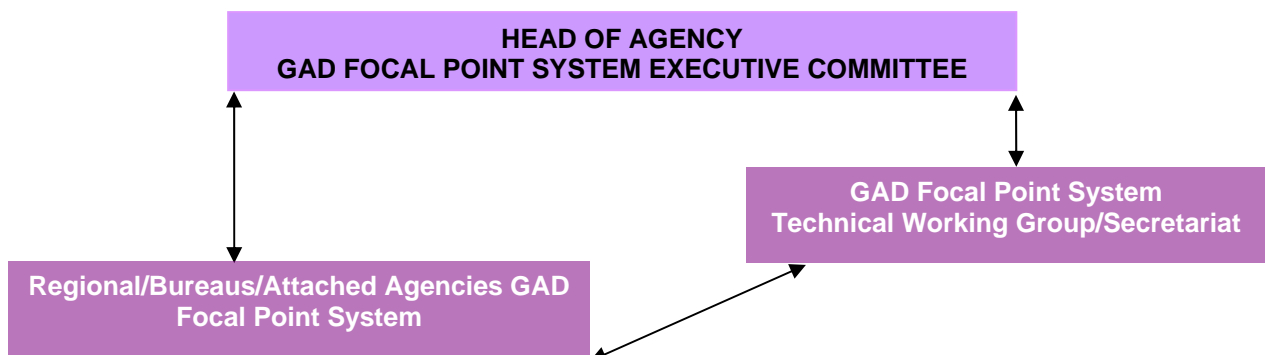 HEAD OF AGENCY
GAD FOCAL POINT SYSTEM EXECUTIVE COMMITTEE
GAD Focal Point System
Technical Working Group/Secretariat
Regional/Bureaus/Attached Agencies GAD
Focal Point System